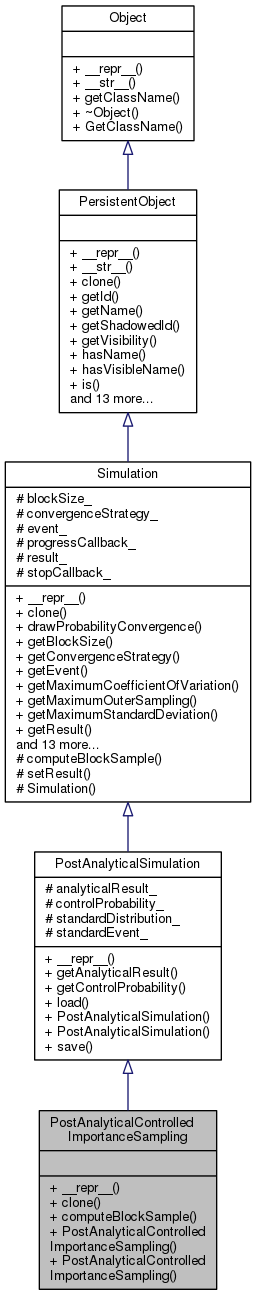 Object
+ __repr__()
+ __str__()
+ getClassName()
+ ~Object()
+ GetClassName()
PersistentObject
+ __repr__()
+ __str__()
+ clone()
+ getId()
+ getName()
+ getShadowedId()
+ getVisibility()
+ hasName()
+ hasVisibleName()
+ is()
and 13 more...
Simulation
# blockSize_
# convergenceStrategy_
# event_
# progressCallback_
# result_
# stopCallback_
+ __repr__()
+ clone()
+ drawProbabilityConvergence()
+ getBlockSize()
+ getConvergenceStrategy()
+ getEvent()
+ getMaximumCoefficientOfVariation()
+ getMaximumOuterSampling()
+ getMaximumStandardDeviation()
+ getResult()
and 13 more...
# computeBlockSample()
# setResult()
# Simulation()
PostAnalyticalSimulation
# analyticalResult_
# controlProbability_
# standardDistribution_
# standardEvent_
+ __repr__()
+ getAnalyticalResult()
+ getControlProbability()
+ load()
+ PostAnalyticalSimulation()
+ PostAnalyticalSimulation()
+ save()
PostAnalyticalControlled
ImportanceSampling
+ __repr__()
+ clone()
+ computeBlockSample()
+ PostAnalyticalControlled
ImportanceSampling()
+ PostAnalyticalControlled
ImportanceSampling()